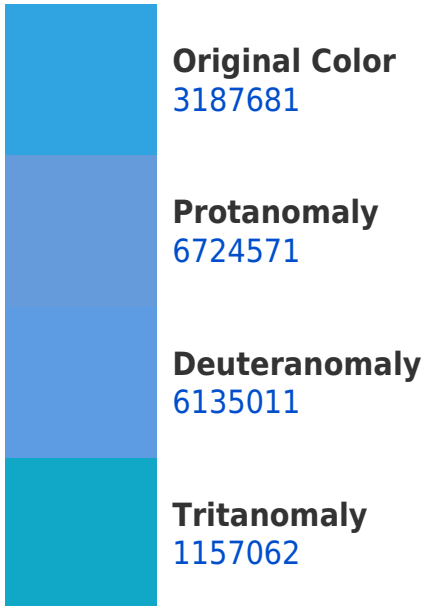 Original Color
3187681
Protanomaly
6724571
Deuteranomaly
6135011
Tritanomaly
1157062